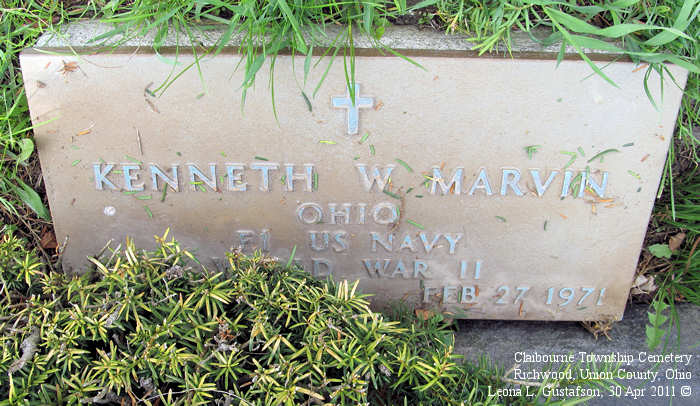 KENNETH W MARVIN
OHIO
F1 US NAVY
WAR II
FEB 27 1971
Claibourne Township Cemetery
Richwood, Union County, Ohio
Leona L. Gustafson, 30 Apr 2011 ©